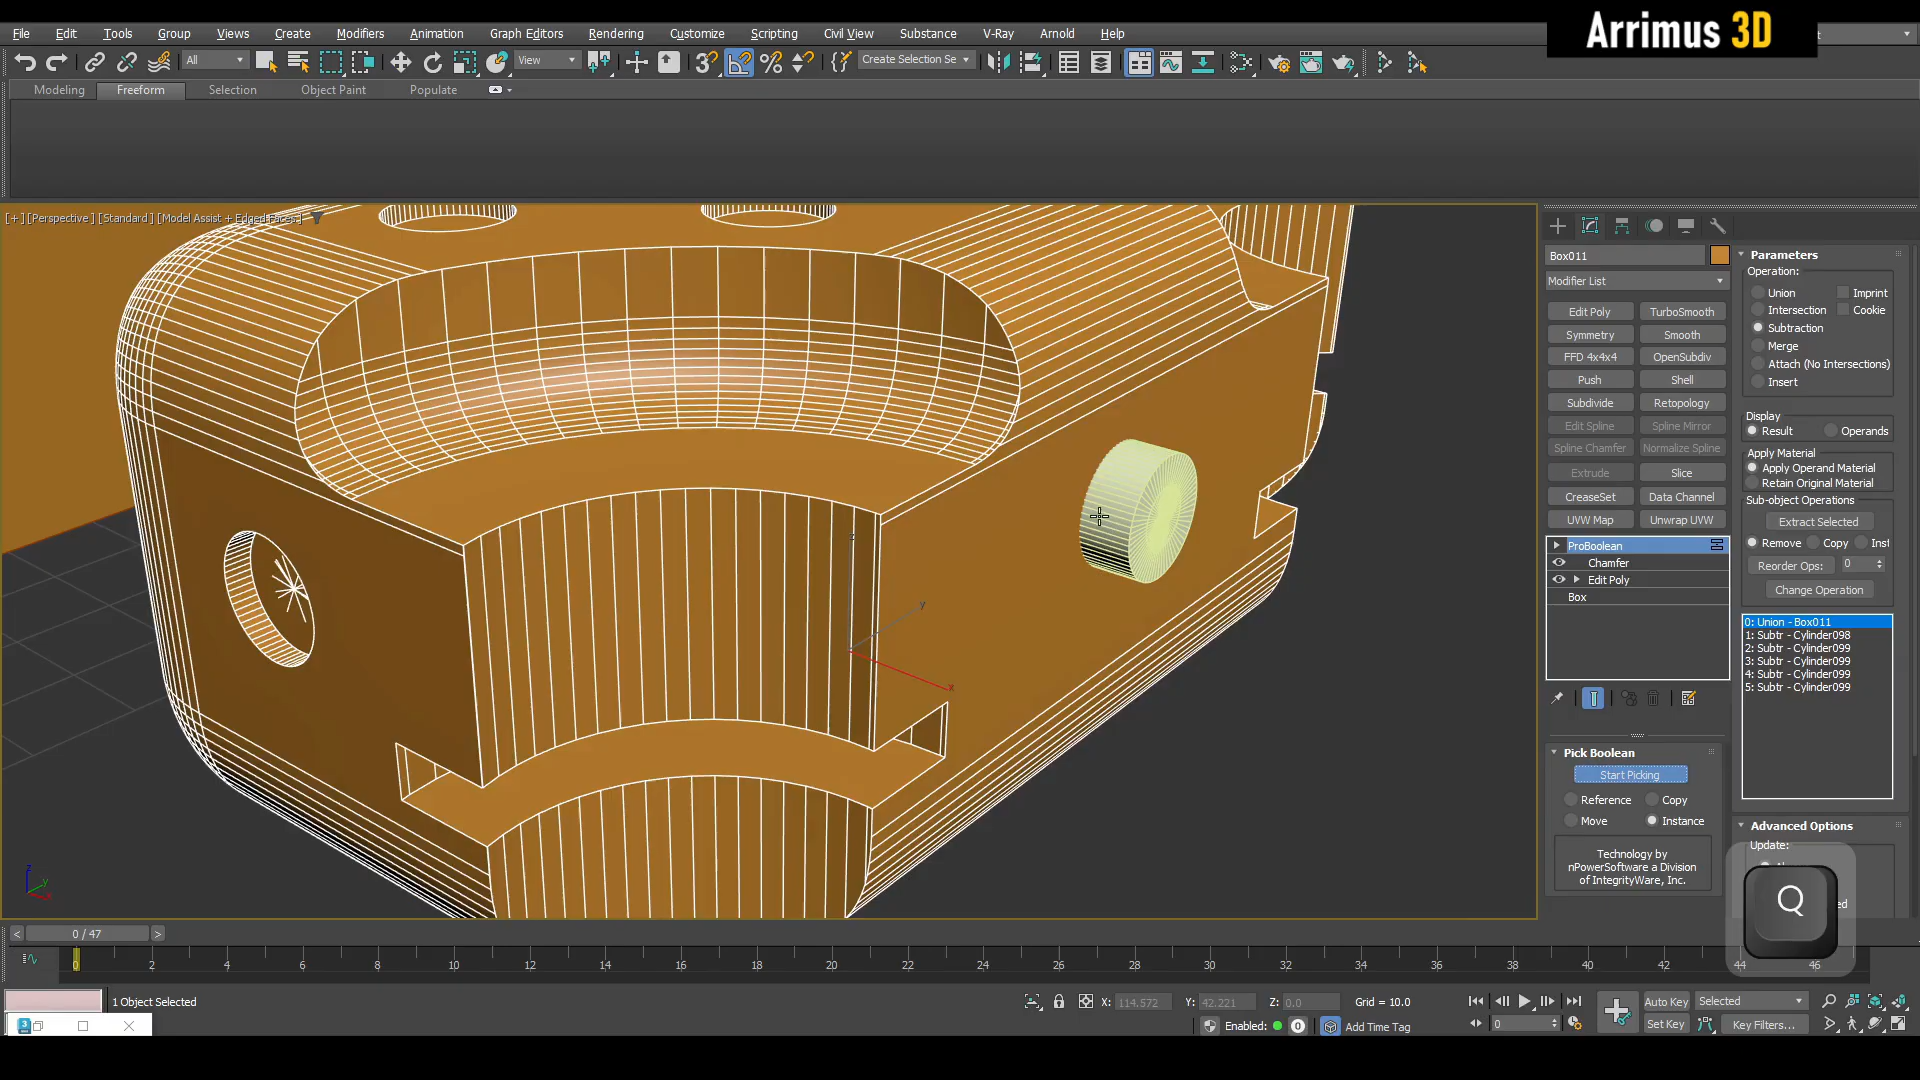 Arrimus 3D
File Edit Tools Group Views Create Modifiers Animation Graph Editors Rendering Customize Scripting Civil View Substance V-Ray Arnold Help
All View Create Selection Se
Modeling Freeform Selection Object Paint Populate
[+] [Perspective] [Standard] [Model Assist + Edged Faces]
y
x
z
y
x
Box011
Modifier List
Edit Poly TurboSmooth
Symmetry Smooth
FFD 4x4x4 OpenSubdiv
Push Shell
Subdivide Retopology
Edit Spline Spline Mirror
Spline Chamfer Normalize Spline
Extrude Slice
CreaseSet Data Channel
UVW Map Unwrap UVW
ProBoolean
Chamfer
Edit Poly
Box
Pick Boolean
Start Picking
Reference Copy
Move Instance
Technology by
nPowerSoftware a Division
of IntegrityWare, Inc.
Parameters
Operation:
Union Imprint
Intersection Cookie
Subtraction
Merge
Attach (No Intersections)
Insert
Display
Result Operands
Apply Material
Apply Operand Material
Retain Original Material
Sub-object Operations
Extract Selected
Remove Copy Inst
Reorder Ops: 0
Change Operation
0: Union - Box011
1: Subtr - Cylinder098
2: Subtr - Cylinder099
3: Subtr - Cylinder099
4: Subtr - Cylinder099
5: Subtr - Cylinder099
Advanced Options
Update:
Q
< 0 / 47 >
0 2 4 6 8 10 12 14 16 18 20 22 24 26 28 30 32 34 36 38 40 42 44 46
1 Object Selected X: 114.572 Y: 42.221 Z: 0.0 Grid = 10.0 Auto Key Selected
3 Enabled: 0 Add Time Tag 0 Set Key Key Filters...